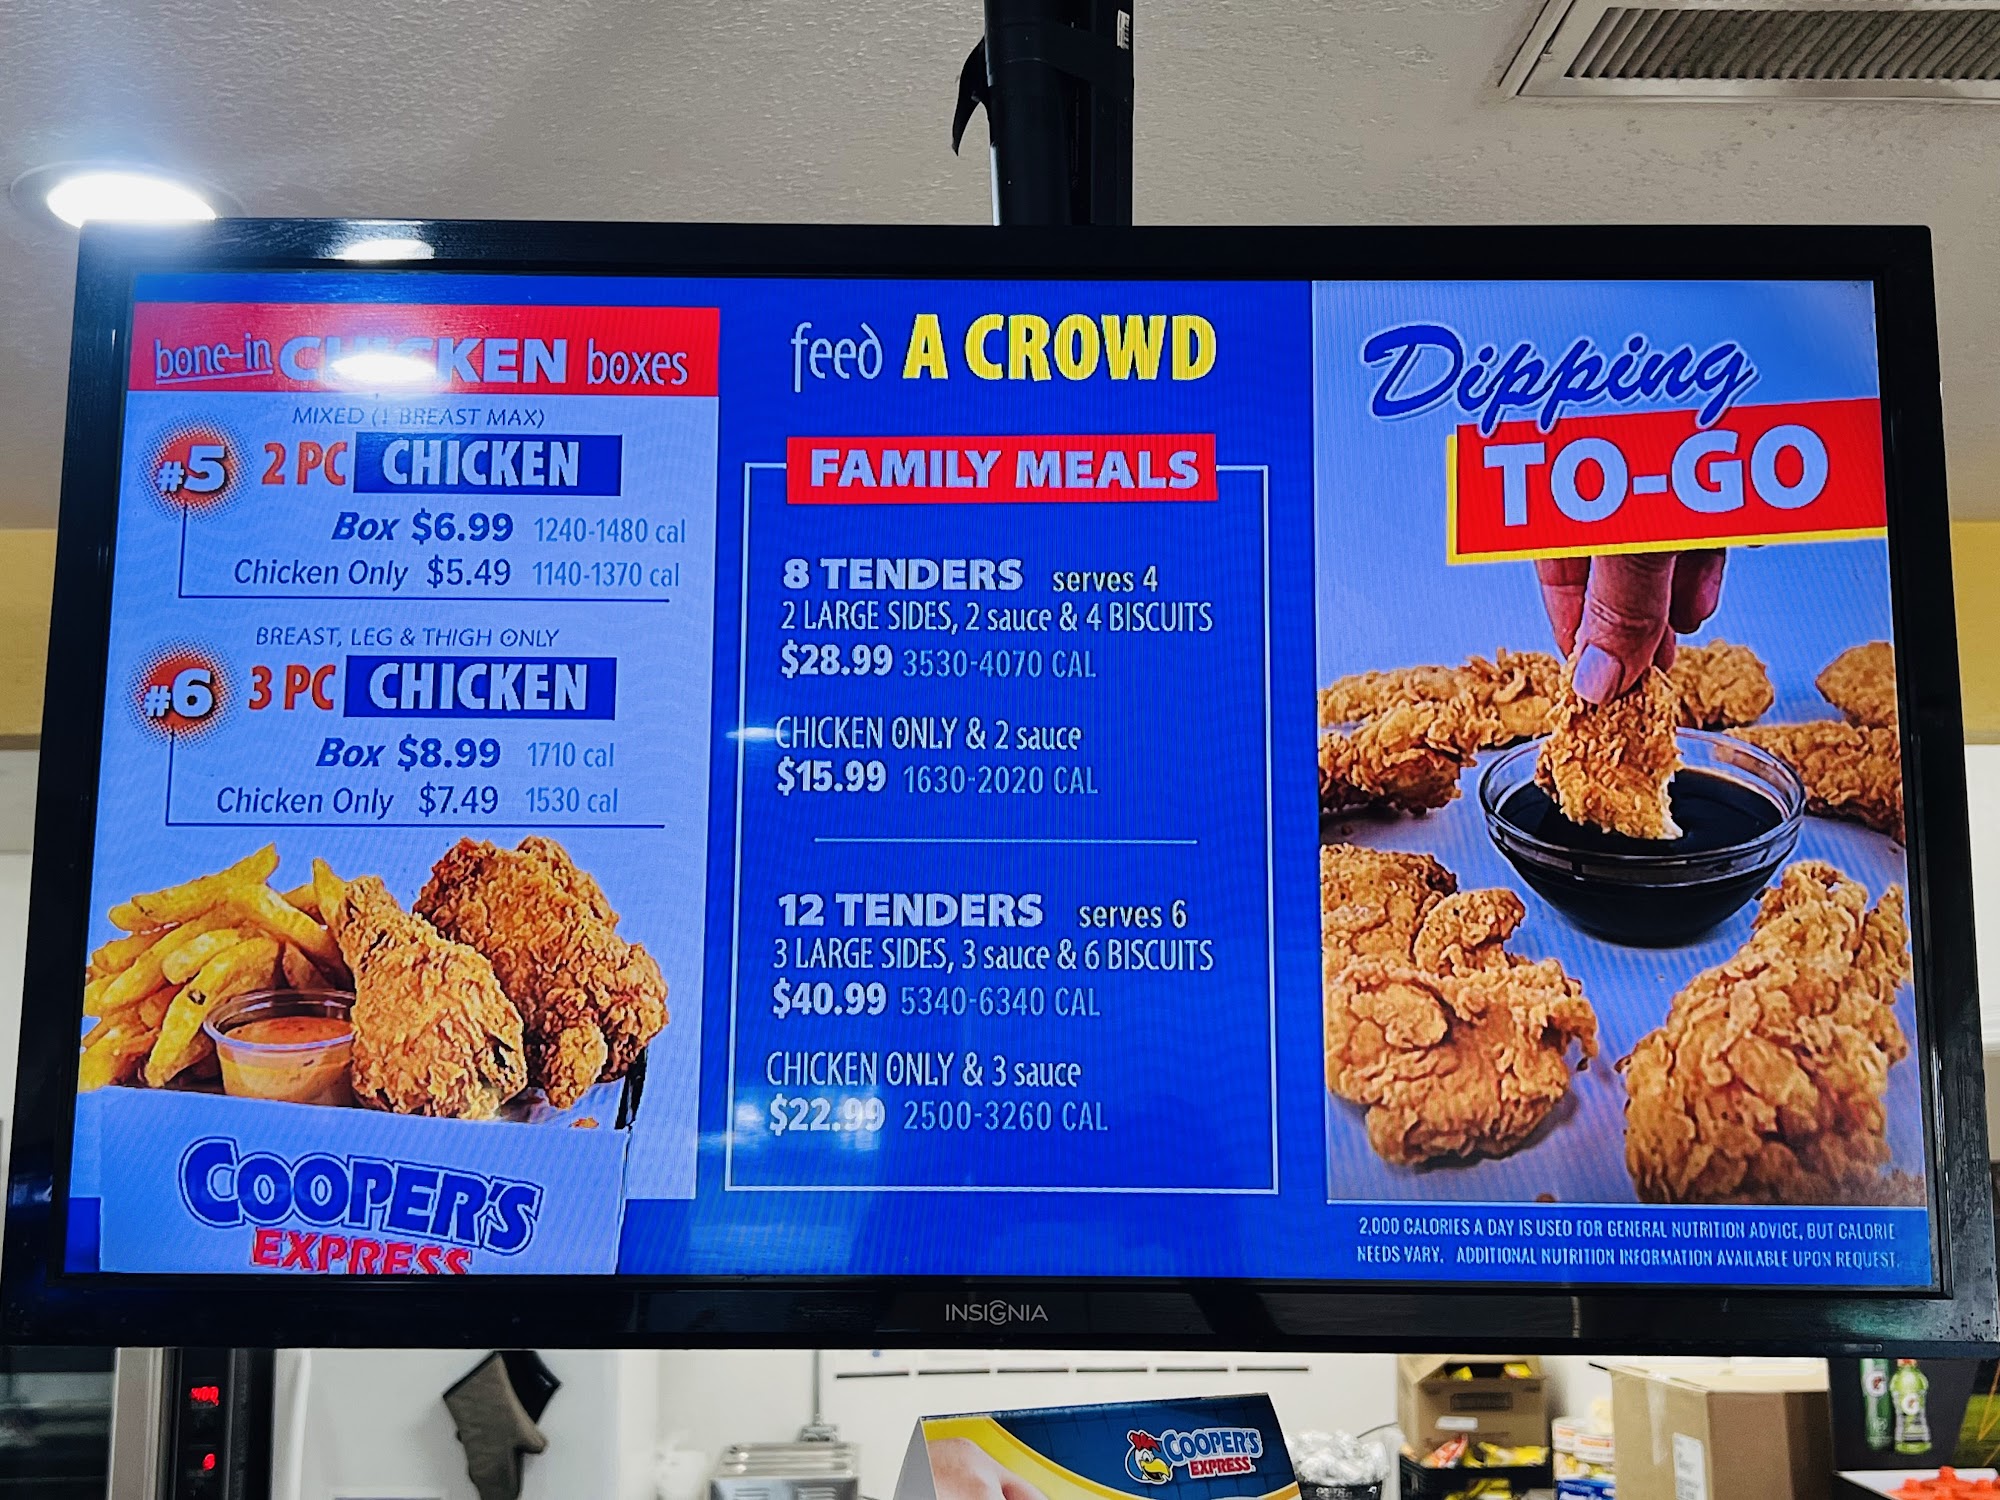 bone-in CHICKEN boxes
MIXED (1 BREAST MAX)
#5 2 PC CHICKEN
Box $6.99 1240-1480 cal
Chicken Only $5.49 1140-1370 cal
BREAST, LEG & THIGH ONLY
#6 3 PC CHICKEN
Box $8.99 1710 cal
Chicken Only $7.49 1530 cal
COOPER'S
EXPRESS
feed A CROWD
FAMILY MEALS
8 TENDERS serves 4
2 LARGE SIDES, 2 sauce & 4 BISCUITS
$28.99 3530-4070 CAL
CHICKEN ONLY & 2 sauce
$15.99 1630-2020 CAL
12 TENDERS serves 6
3 LARGE SIDES, 3 sauce & 6 BISCUITS
$40.99 5340-6340 CAL
CHICKEN ONLY & 3 sauce
$22.99 2500-3260 CAL
Dipping
TO-GO
2,000 CALORIES A DAY IS USED FOR GENERAL NUTRITION ADVICE, BUT CALORIE
NEEDS VARY. ADDITIONAL NUTRITION INFORMATION AVAILABLE UPON REQUEST.
INSIGNIA
COOPER'S
EXPRESS